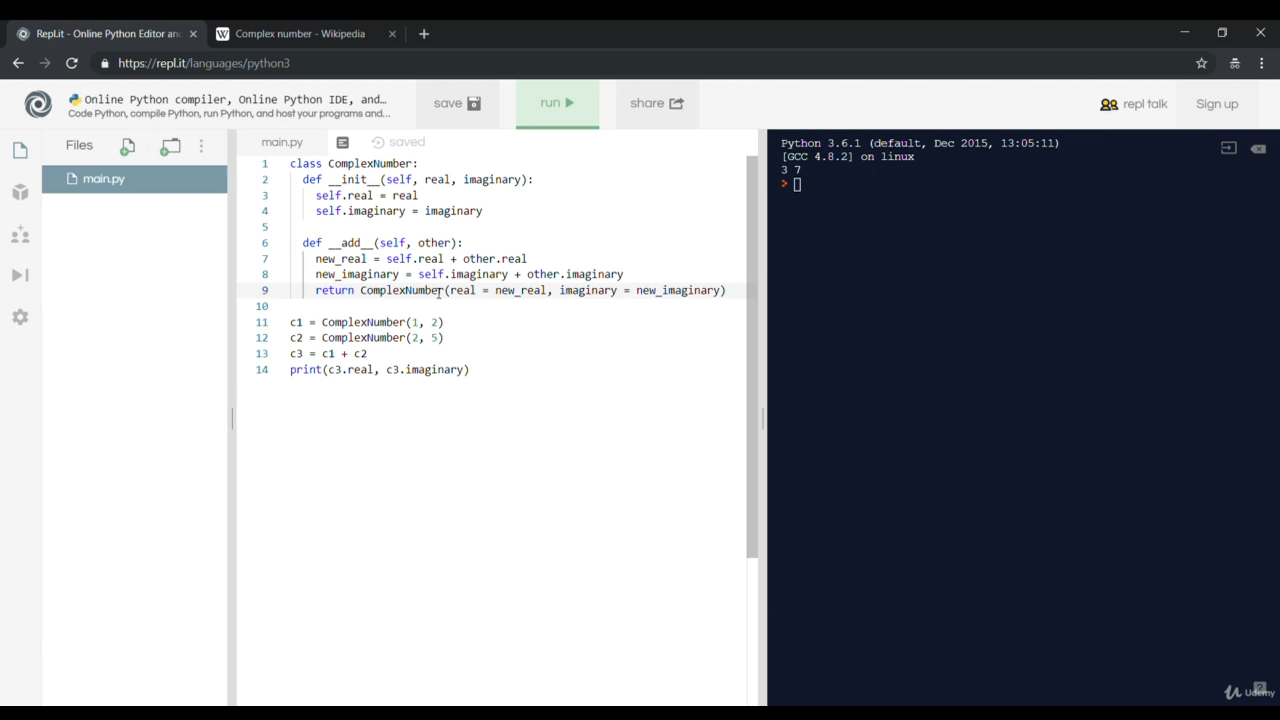 Repl.it - Online Python Editor an
Complex number - Wikipedia
https://repl.it/languages/python3
Online Python compiler, Online Python IDE, and...
Code Python, compile Python, run Python, and host your programs and...
save
run
share
repl talk
Sign up
Files
main.py
main.py
saved
1 class ComplexNumber:
2 def __init__(self, real, imaginary):
3 self.real = real
4 self.imaginary = imaginary
5
6 def __add__(self, other):
7 new_real = self.real + other.real
8 new_imaginary = self.imaginary + other.imaginary
9 return ComplexNumber(real = new_real, imaginary = new_imaginary)
10
11 c1 = ComplexNumber(1, 2)
12 c2 = ComplexNumber(2, 5)
13 c3 = c1 + c2
14 print(c3.real, c3.imaginary)
Python 3.6.1 (default, Dec 2015, 13:05:11)
[GCC 4.8.2] on linux
3 7
>
Udemy